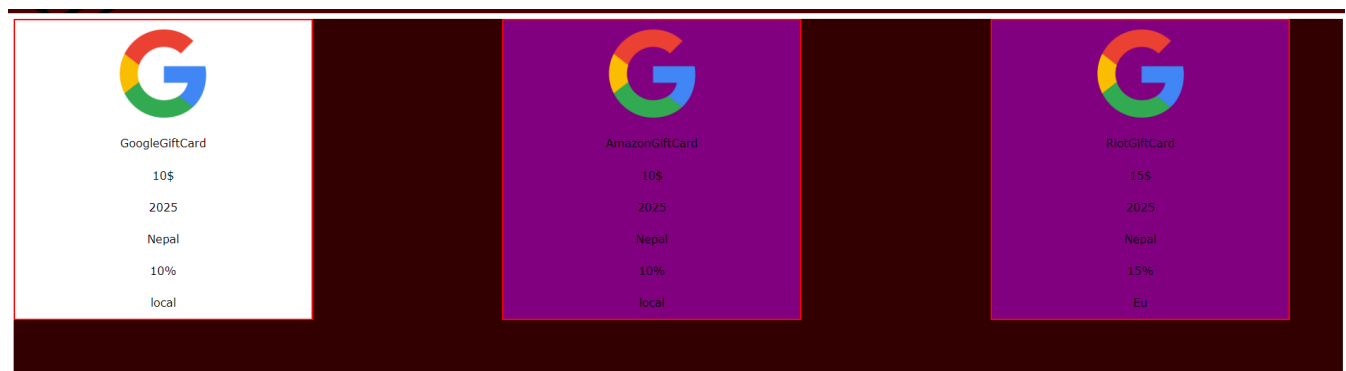 GoogleGiftCard
10$
2025
Nepal
10%
local
AmazonGiftCard
10$
2025
Nepal
10%
local
RiotGiftCard
15$
2025
Nepal
15%
Eu